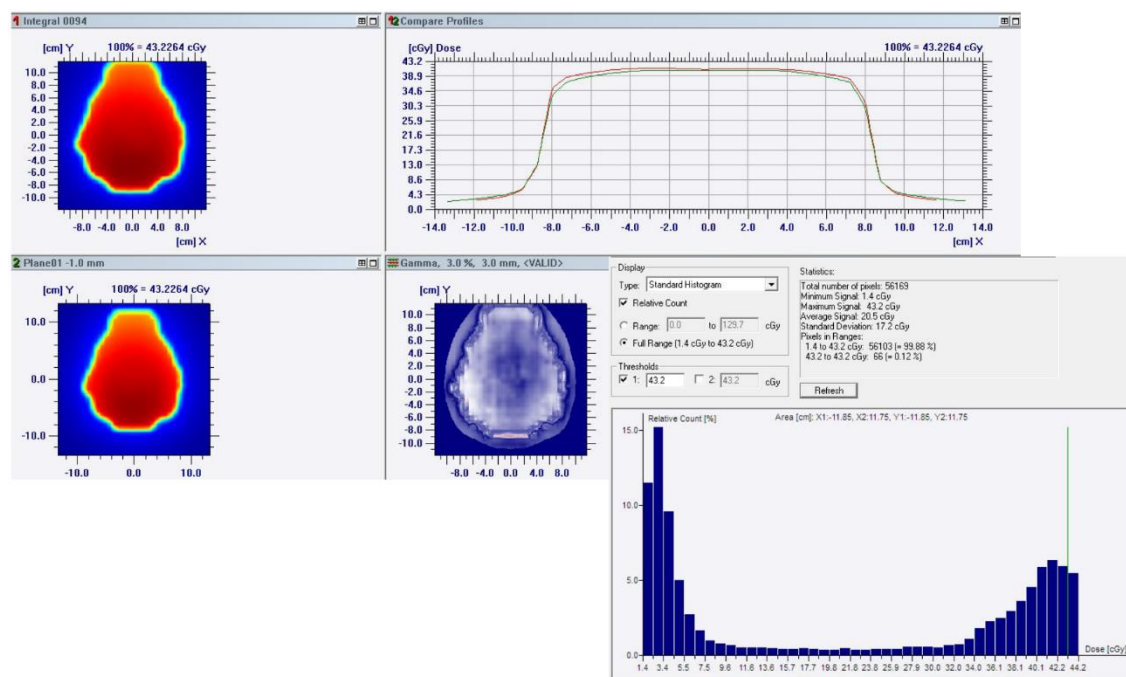 1 Integral 0094
[cm] Y 100% = 43.2264 cGy
10.0
8.0
6.0
4.0
2.0
0.0
-2.0
-4.0
-6.0
-8.0
-10.0
-8.0 -4.0 0.0 4.0 8.0
[cm] X
12 Compare Profiles
[cGy] Dose 100% = 43.2264 cGy
43.2
38.9
34.6
30.3
25.9
21.6
17.3
13.0
8.6
4.3
0.0
-14.0 -12.0 -10.0 -8.0 -6.0 -4.0 -2.0 0.0 2.0 4.0 6.0 8.0 10.0 12.0 14.0
[cm] X
2 Plane01 -1.0 mm
[cm] Y 100% = 43.2264 cGy
10.0
0.0
-10.0
-10.0 0.0 10.0
Gamma, 3.0 %, 3.0 mm, <VALID>
[cm] Y
10.0
8.0
6.0
4.0
2.0
0.0
-2.0
-4.0
-6.0
-8.0
-10.0
-8.0 -4.0 0.0 4.0 8.0
Display
Type: Standard Histogram
Relative Count
Range: 0.0 to 129.7 cGy
Full Range (1.4 cGy to 43.2 cGy)
Thresholds
1: 43.2 2: 43.2 cGy
Statistics:
Total number of pixels: 56169
Minimum Signal: 1.4 cGy
Maximum Signal: 43.2 cGy
Average Signal: 20.5 cGy
Standard Deviation: 17.2 cGy
Pixels in Ranges:
1.4 to 43.2 cGy: 56103 (= 99.88 %)
43.2 to 43.2 cGy: 66 (= 0.12 %)
Refresh
Relative Count [%] Area [cm]: X1:-11.85, X2:11.75, Y1:-11.85, Y2:11.75
15.0
10.0
5.0
0.0
Dose [cGy]
1.4 3.4 5.5 7.5 9.6 11.6 13.6 15.7 17.7 19.8 21.8 23.8 25.9 27.9 30.0 32.0 34.0 36.1 38.1 40.1 42.2 44.2